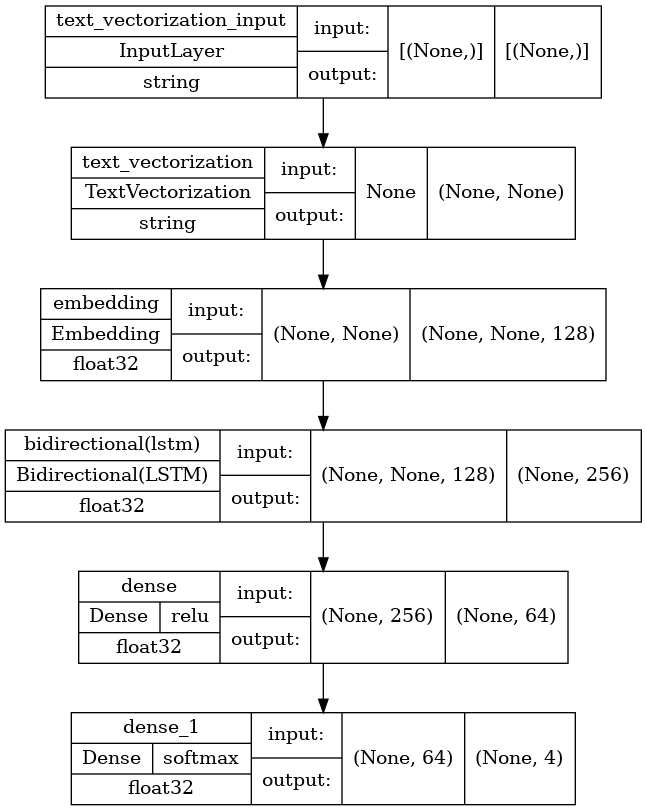 text_vectorization_input
InputLayer
string
input:
output:
[(None,)]
[(None,)]
text_vectorization
TextVectorization
string
input:
output:
None
(None, None)
embedding
Embedding
float32
input:
output:
(None, None)
(None, None, 128)
bidirectional(lstm)
Bidirectional(LSTM)
float32
input:
output:
(None, None, 128)
(None, 256)
dense
Dense
relu
float32
input:
output:
(None, 256)
(None, 64)
dense_1
Dense
softmax
float32
input:
output:
(None, 64)
(None, 4)